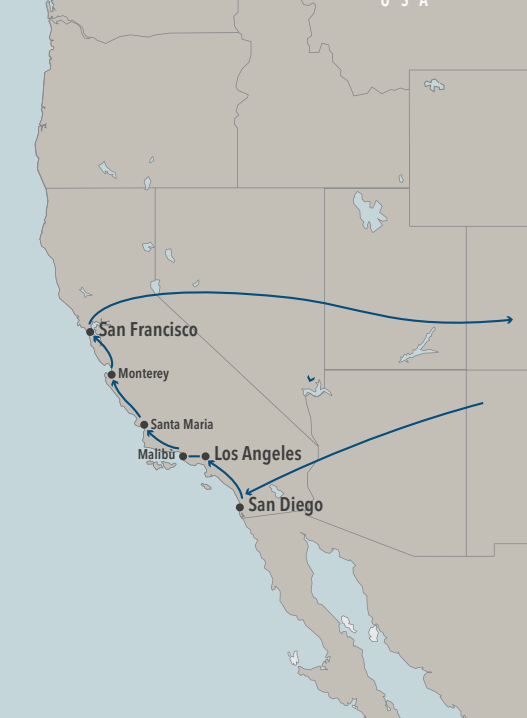 U S A
San Francisco
Monterey
Santa Maria
Malibu
Los Angeles
San Diego